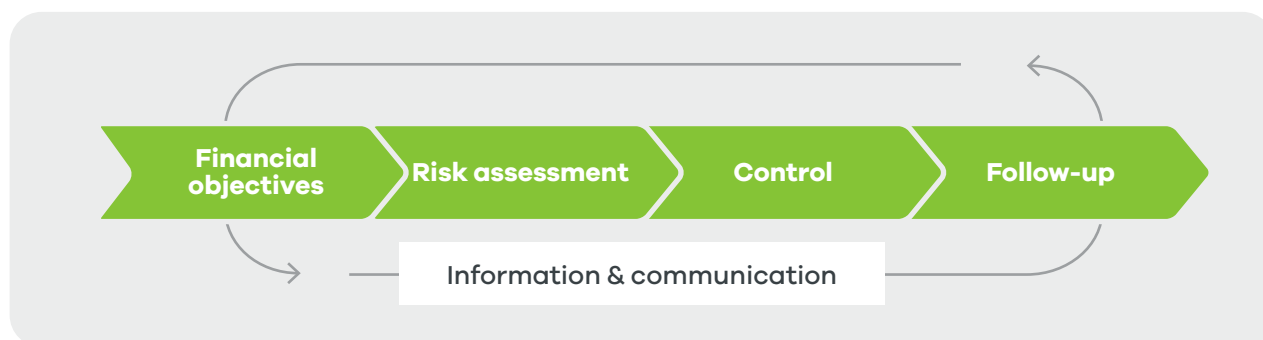 Financial
objectives
Risk assessment
Control
Follow-up
Information & communication